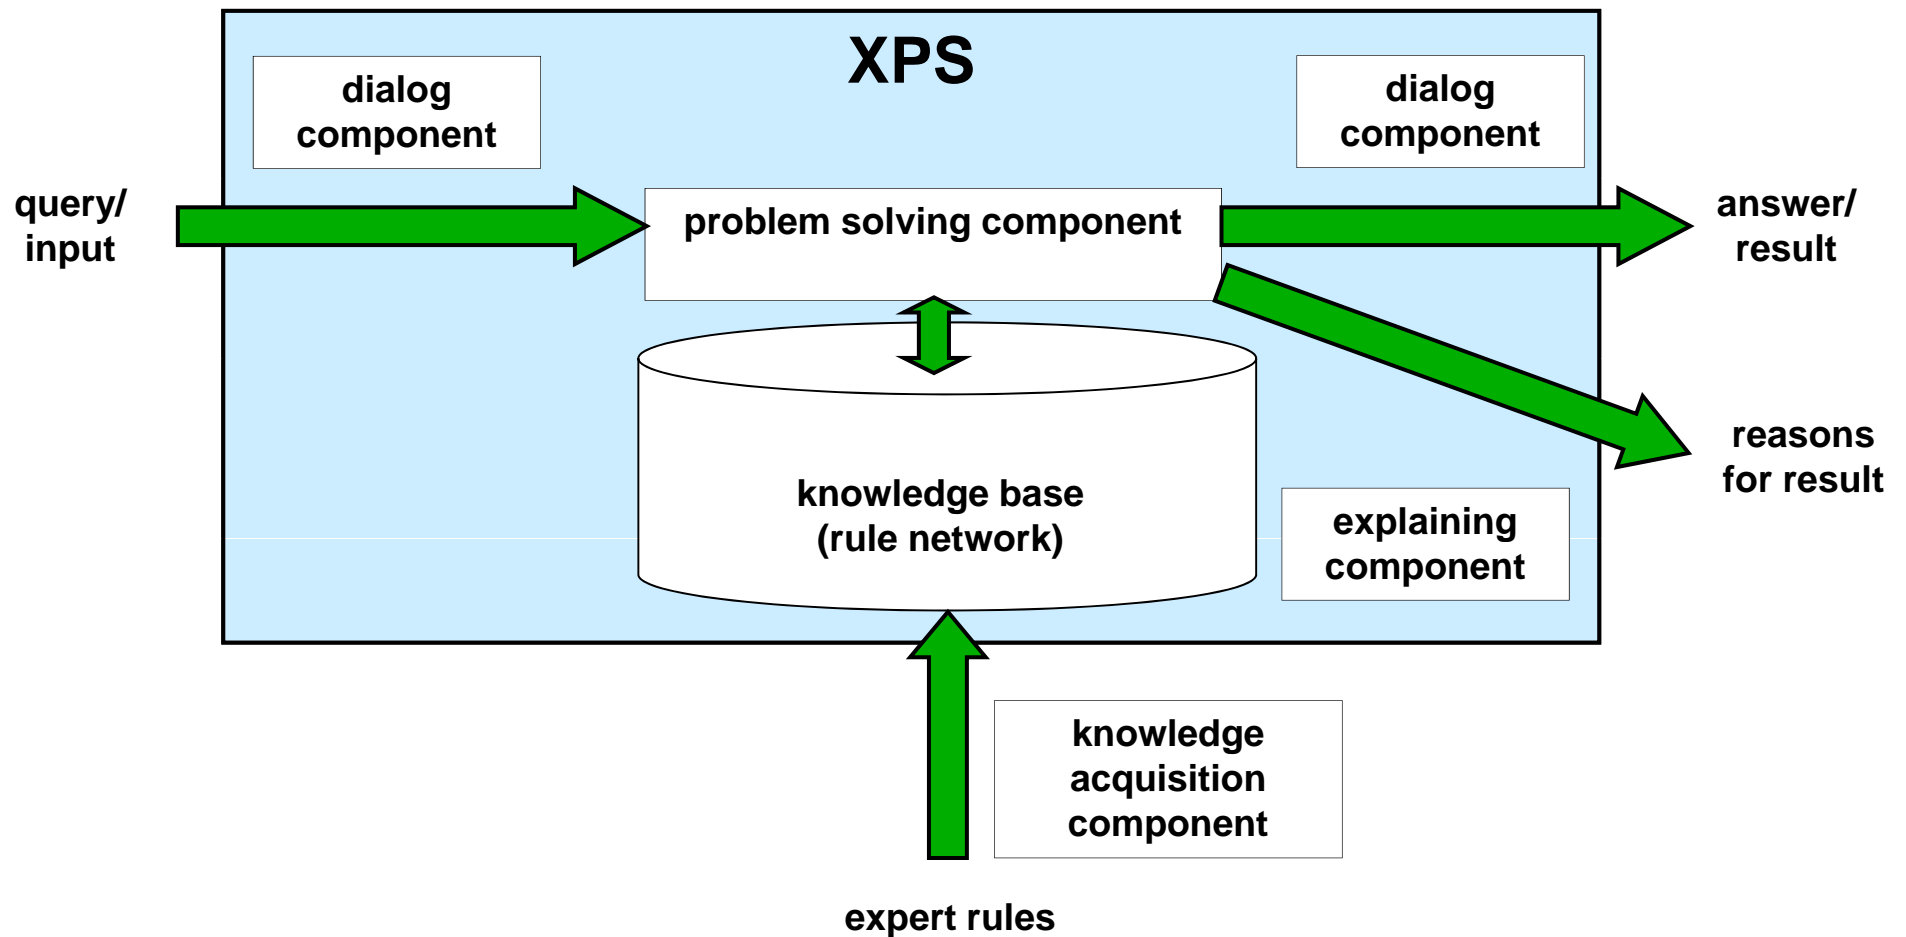 XPS
dialog
component
dialog
component
query/
input
problem solving component
answer/
result
reasons
for result
knowledge base
(rule network)
explaining
component
knowledge
acquisition
component
expert rules